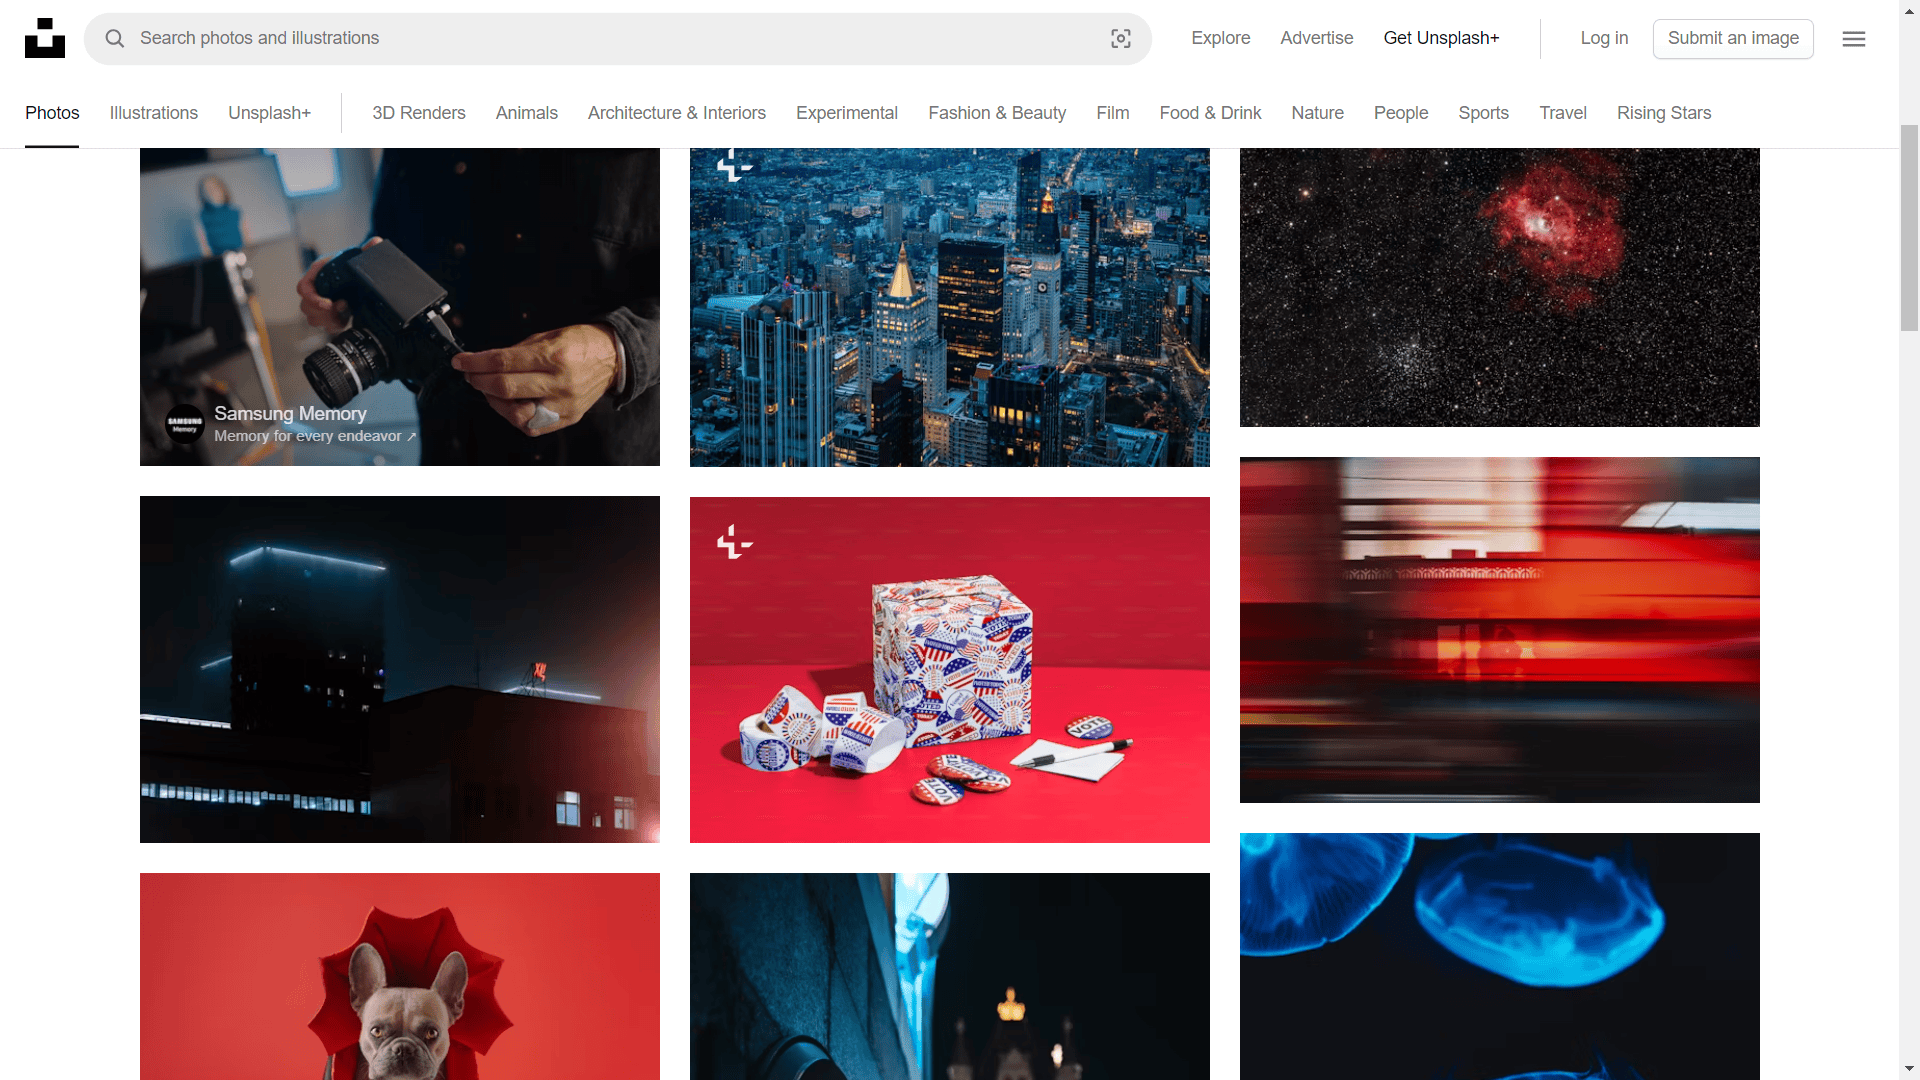 Search photos and illustrations
Explore
Advertise
Get Unsplash+
Log in
Submit an image
Photos
Illustrations
Unsplash+
3D Renders
Animals
Architecture & Interiors
Experimental
Fashion & Beauty
Film
Food & Drink
Nature
People
Sports
Travel
Rising Stars
SAMSUNG
Memory
Samsung Memory
Memory for every endeavor ↗
VOTE
VOTE
VOTE